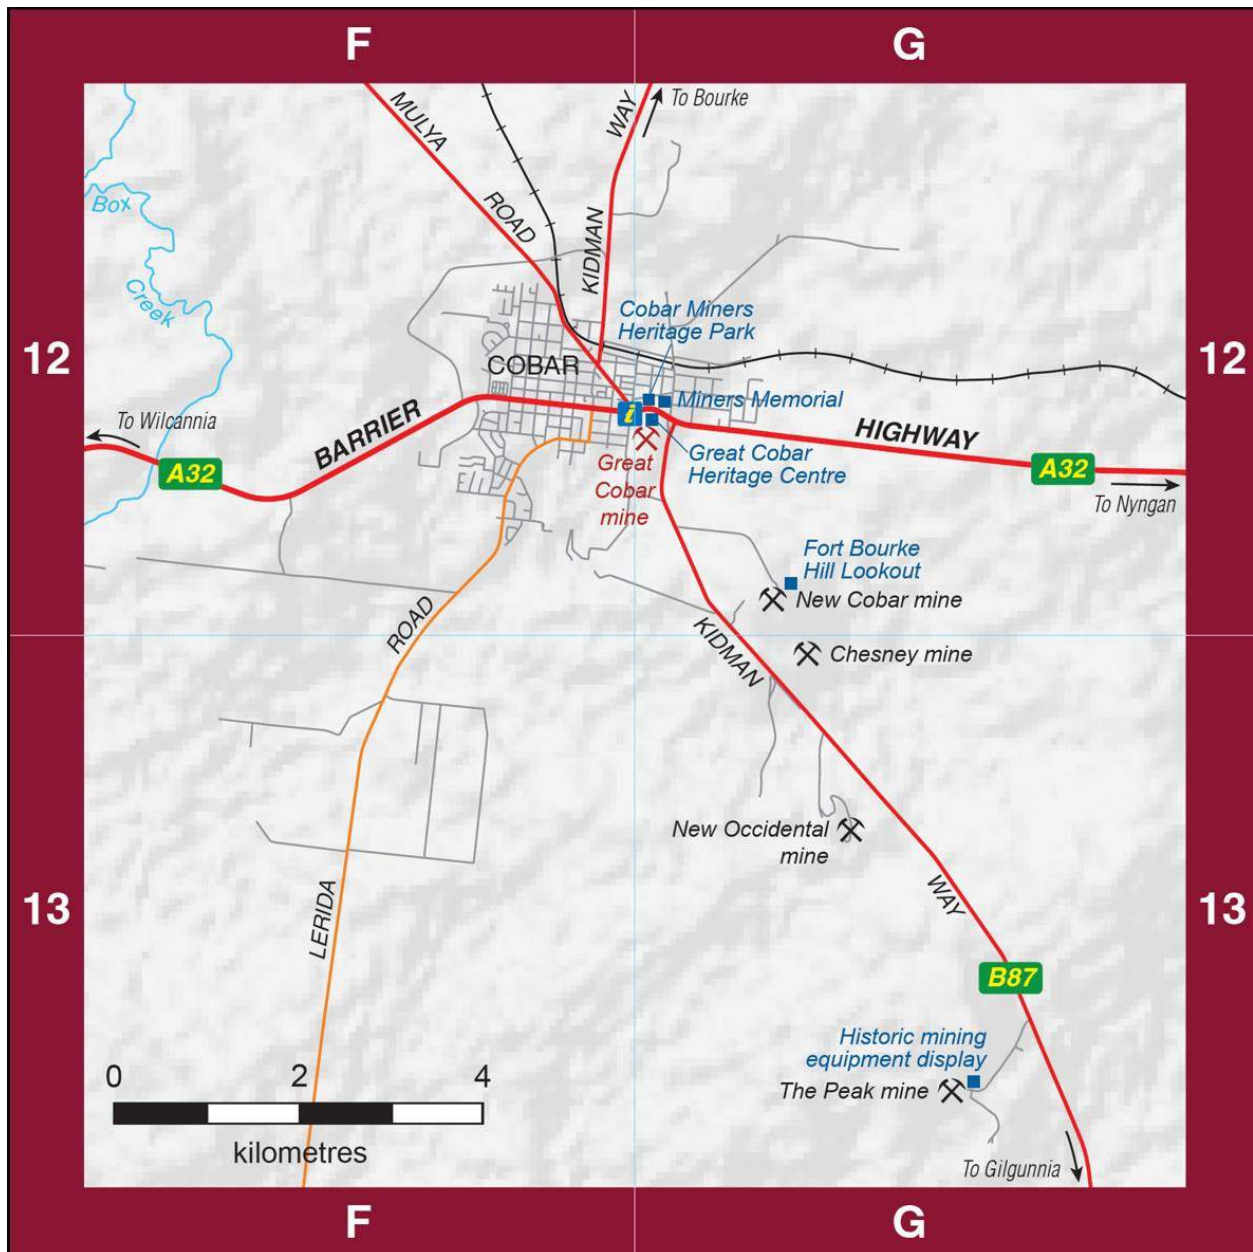 F
G
MULYA
ROAD
KIDMAN
WAY
To Bourke
Box
Creek
12
12
Cobar Miners
Heritage Park
COBAR
Miners Memorial
i
To Wilcannia
BARRIER
HIGHWAY
A32
A32
To Nyngan
Great Cobar
Heritage Centre
Great
Cobar
mine
Fort Bourke
Hill Lookout
New Cobar mine
Chesney mine
KIDMAN
ROAD
New Occidental
mine
WAY
13
13
LERIDA
B87
Historic mining
equipment display
The Peak mine
To Gilgunnia
0 2 4
kilometres
F
G